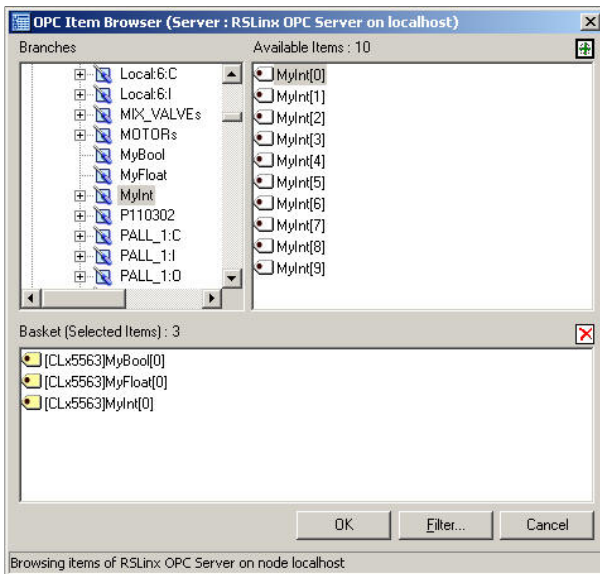 OPC Item Browser (Server : RSLinx OPC Server on localhost)
Branches
Local:6:C
Local:6:I
MIX_VALVEs
MOTORs
MyBool
MyFloat
MyInt
P110302
PALL_1:C
PALL_1:I
PALL_1:O
Available Items : 10
MyInt[0]
MyInt[1]
MyInt[2]
MyInt[3]
MyInt[4]
MyInt[5]
MyInt[6]
MyInt[7]
MyInt[8]
MyInt[9]
Basket (Selected Items) : 3
[CLx5563]MyBool[0]
[CLx5563]MyFloat[0]
[CLx5563]MyInt[0]
OK
Filter...
Cancel
Browsing items of RSLinx OPC Server on node localhost